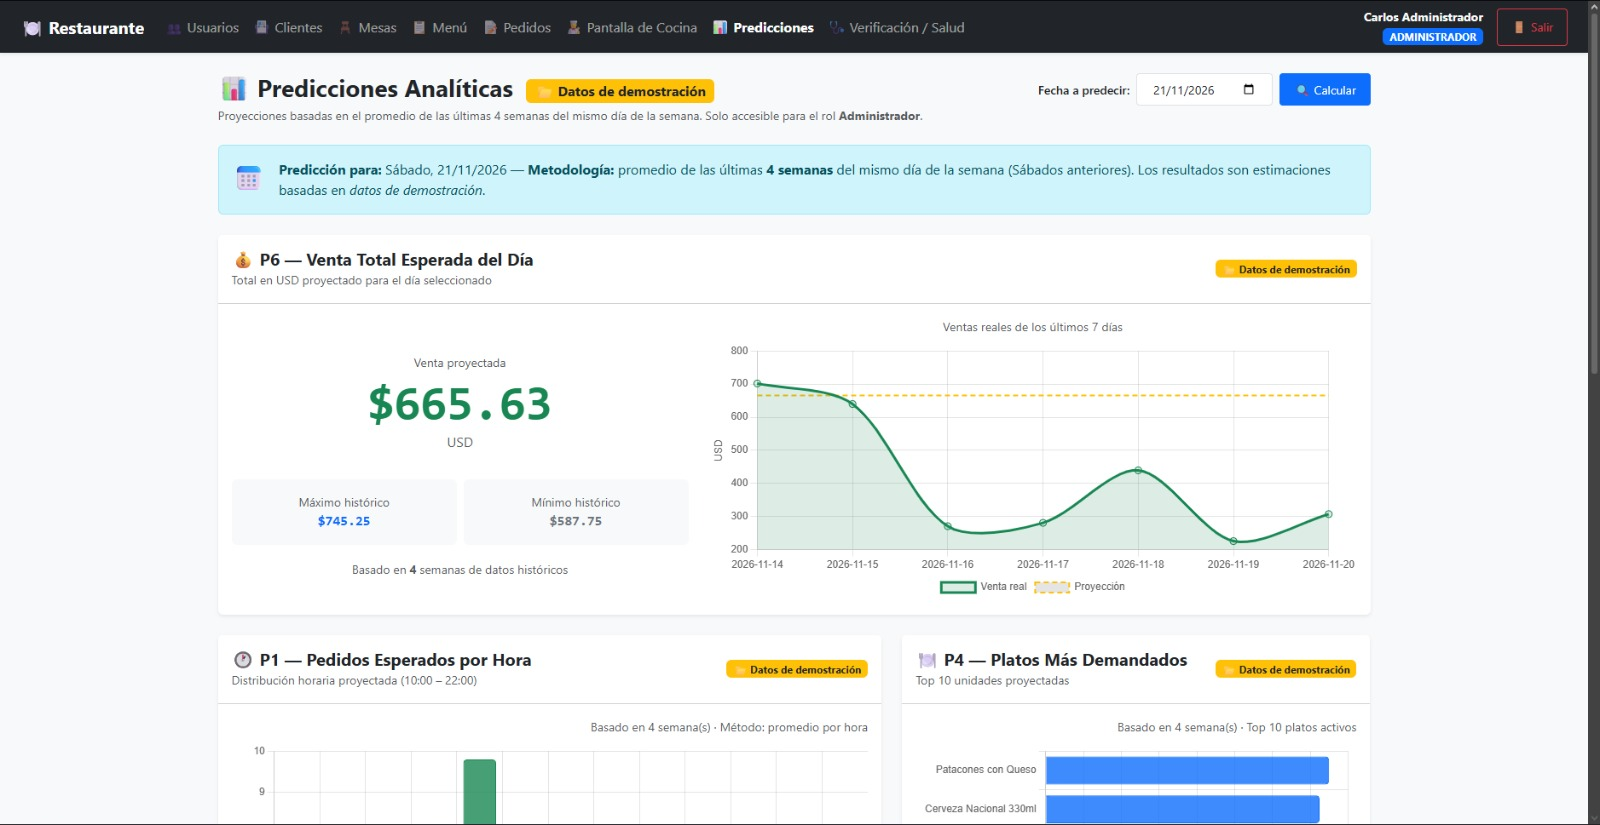 Restaurante Usuarios Clientes Mesas Menú Pedidos Pantalla de Cocina Predicciones Verificación / Salud
Carlos Administrador
ADMINISTRADOR
Salir
Predicciones Analíticas Datos de demostración
Fecha a predecir: 21/11/2026 Calcular
Proyecciones basadas en el promedio de las últimas 4 semanas del mismo día de la semana. Solo accesible para el rol Administrador.
Predicción para: Sábado, 21/11/2026 — Metodología: promedio de las últimas 4 semanas del mismo día de la semana (Sábados anteriores). Los resultados son estimaciones
basadas en datos de demostración.
P6 — Venta Total Esperada del Día
Total en USD proyectado para el día seleccionado
Datos de demostración
Venta proyectada
$665.63
USD
Máximo histórico
$745.25
Mínimo histórico
$587.75
Basado en 4 semanas de datos históricos
Ventas reales de los últimos 7 días
USD
800
700
600
500
400
300
200
2026-11-14 2026-11-15 2026-11-16 2026-11-17 2026-11-18 2026-11-19 2026-11-20
Venta real Proyección
P1 — Pedidos Esperados por Hora
Distribución horaria proyectada (10:00 – 22:00)
Datos de demostración
Basado en 4 semana(s) · Método: promedio por hora
10
9
P4 — Platos Más Demandados
Top 10 unidades proyectadas
Datos de demostración
Basado en 4 semana(s) · Top 10 platos activos
Patacones con Queso
Cerveza Nacional 330ml